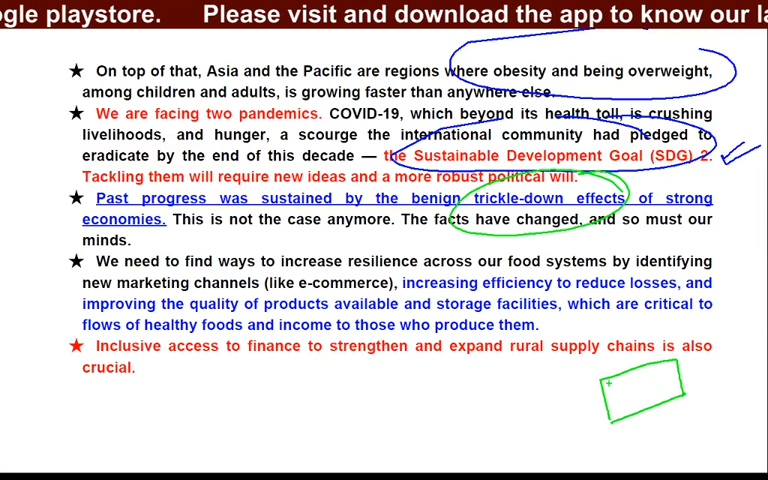 gle playstore. Please visit and download the app to know our la
★ On top of that, Asia and the Pacific are regions where obesity and being overweight,
among children and adults, is growing faster than anywhere else.
★ We are facing two pandemics. COVID-19, which beyond its health toll, is crushing
livelihoods, and hunger, a scourge the international community had pledged to
eradicate by the end of this decade — the Sustainable Development Goal (SDG) 2.
Tackling them will require new ideas and a more robust political will.
★ Past progress was sustained by the benign trickle-down effects of strong
economies. This is not the case anymore. The facts have changed, and so must our
minds.
★ We need to find ways to increase resilience across our food systems by identifying
new marketing channels (like e-commerce), increasing efficiency to reduce losses, and
improving the quality of products available and storage facilities, which are critical to
flows of healthy foods and income to those who produce them.
★ Inclusive access to finance to strengthen and expand rural supply chains is also
crucial.